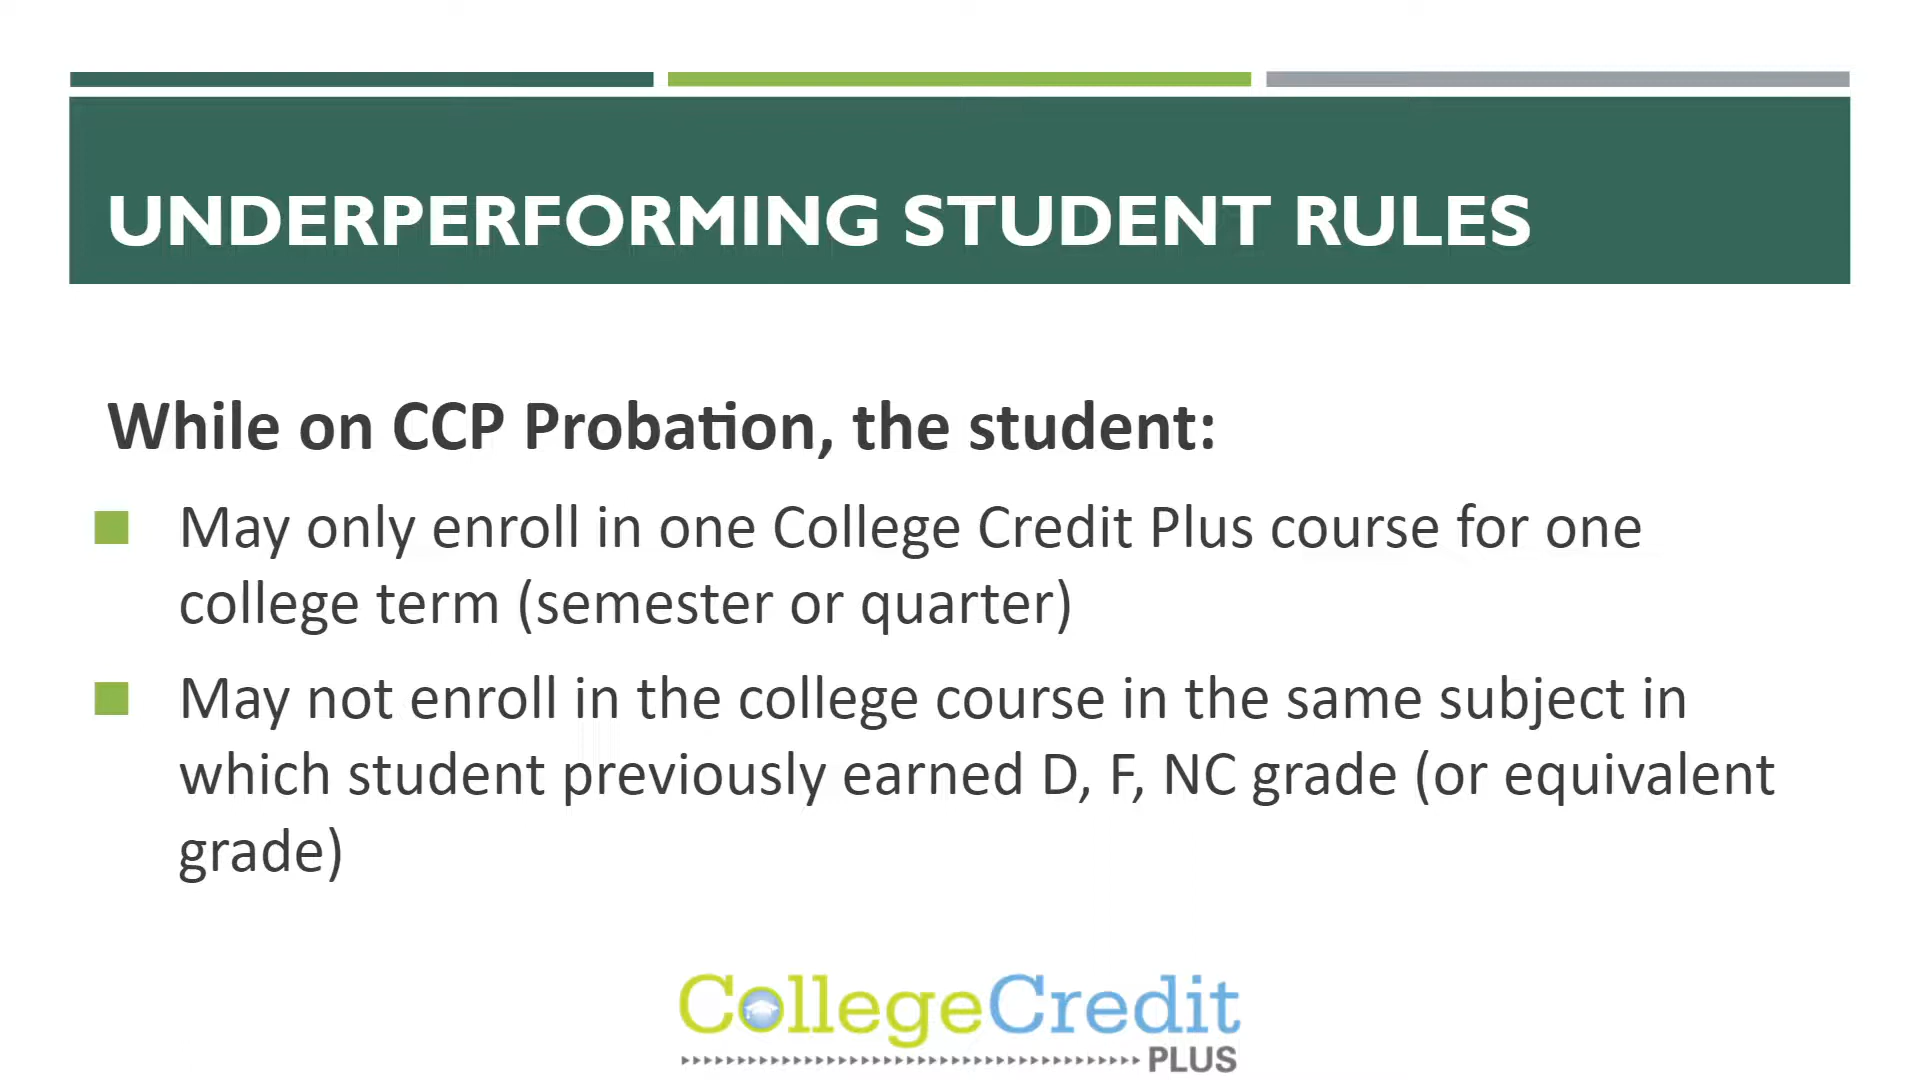 UNDERPERFORMING STUDENT RULES
While on CCP Probation, the student:
May only enroll in one College Credit Plus course for one
college term (semester or quarter)
May not enroll in the college course in the same subject in
which student previously earned D, F, NC grade (or equivalent
grade)
CollegeCredit
PLUS